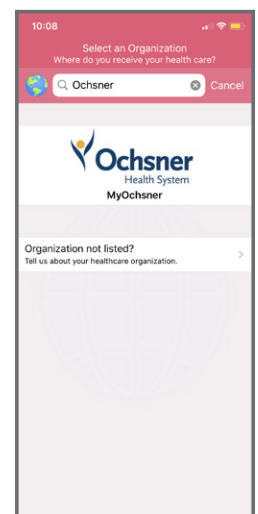 10:08
Select an Organization
Where do you receive your health care?
Ochsner
Cancel
Ochsner
Health System
MyOchsner
Organization not listed?
Tell us about your healthcare organization.